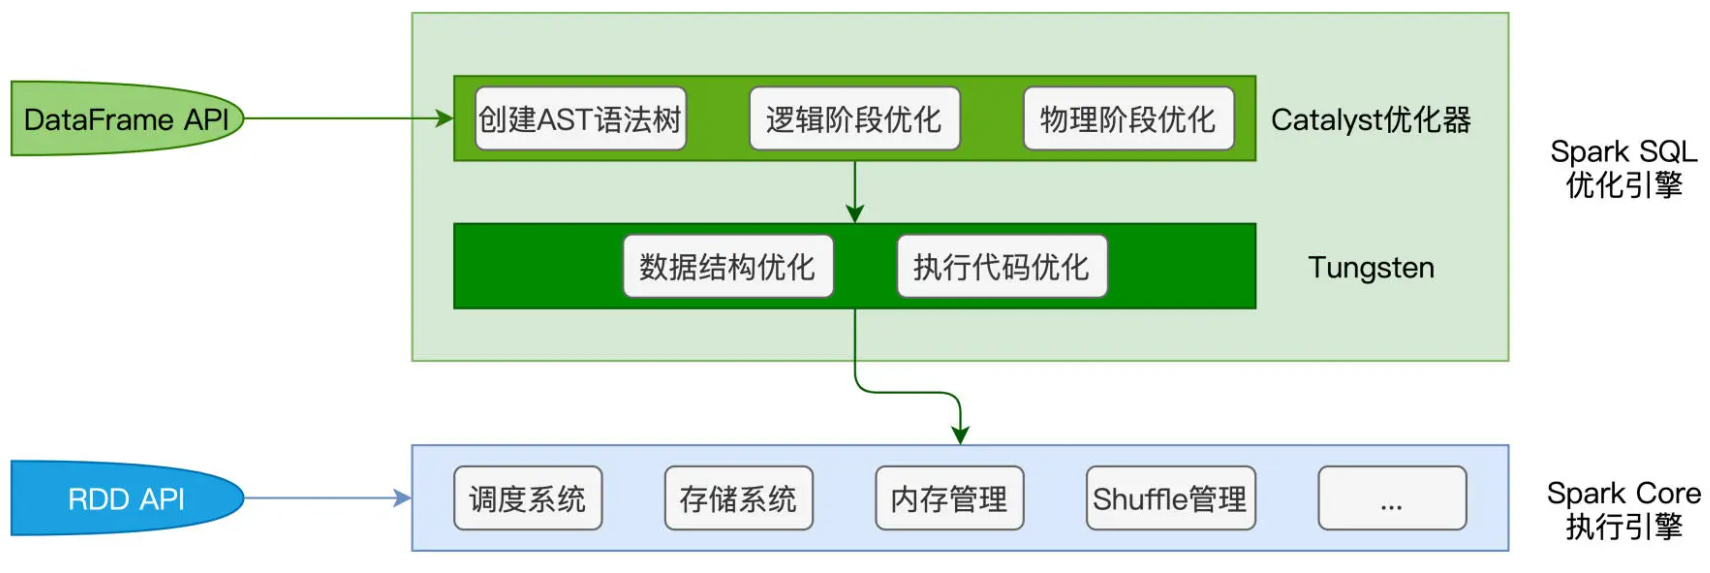 DataFrame API
创建AST语法树
逻辑阶段优化
物理阶段优化
Catalyst优化器
Spark SQL
优化引擎
数据结构优化
执行代码优化
Tungsten
RDD API
调度系统
存储系统
内存管理
Shuffle管理
...
Spark Core
执行引擎